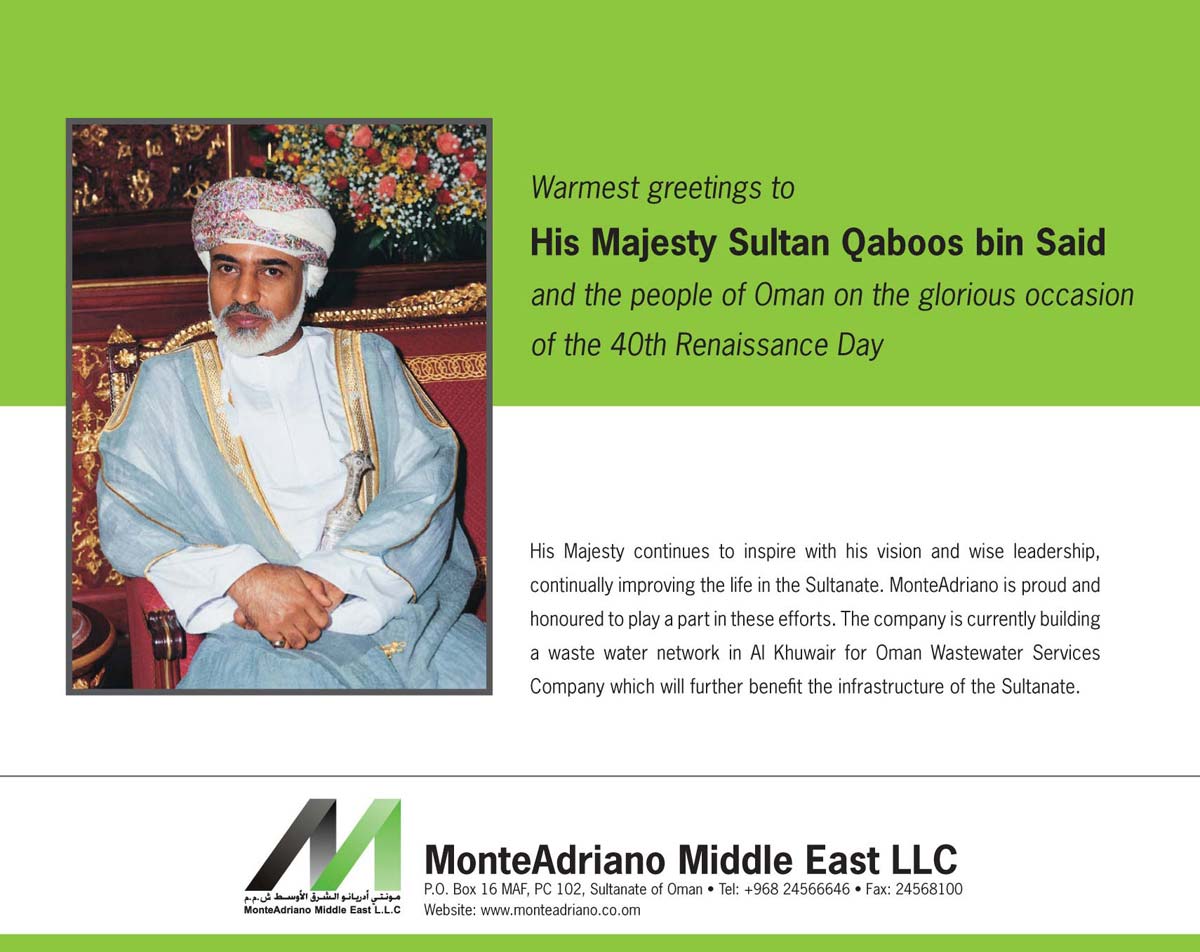 Warmest greetings to
His Majesty Sultan Qaboos bin Said
and the people of Oman on the glorious occasion
of the 40th Renaissance Day
His Majesty continues to inspire with his vision and wise leadership,
continually improving the life in the Sultanate. MonteAdriano is proud and
honoured to play a part in these efforts. The company is currently building
a waste water network in Al Khuwair for Oman Wastewater Services
Company which will further benefit the infrastructure of the Sultanate.
مونتي أدريانو الشرق الأوسط ش.م.م
MonteAdriano Middle East L.L.C
MonteAdriano Middle East LLC
P.O. Box 16 MAF, PC 102, Sultanate of Oman • Tel: +968 24566646 • Fax: 24568100
Website: www.monteadriano.co.om